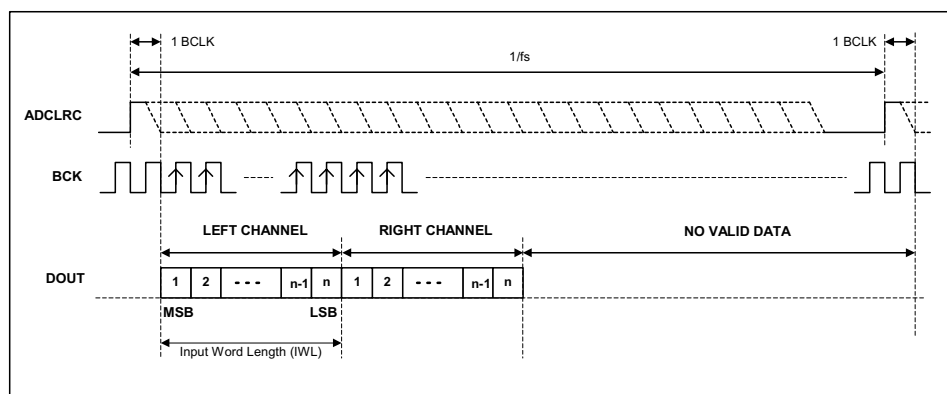 1 BCLK
1 BCLK
1/fs
ADCLRC
BCK
LEFT CHANNEL
RIGHT CHANNEL
NO VALID DATA
DOUT
1 2 - - - n-1 n 1 2 - - - n-1 n
MSB
LSB
Input Word Length (IWL)